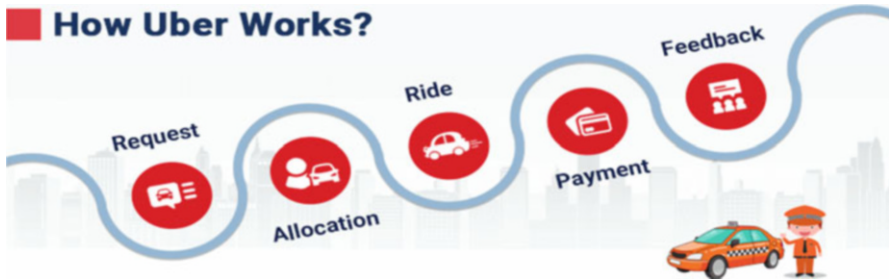 How Uber Works?
Request
Allocation
Ride
Payment
Feedback